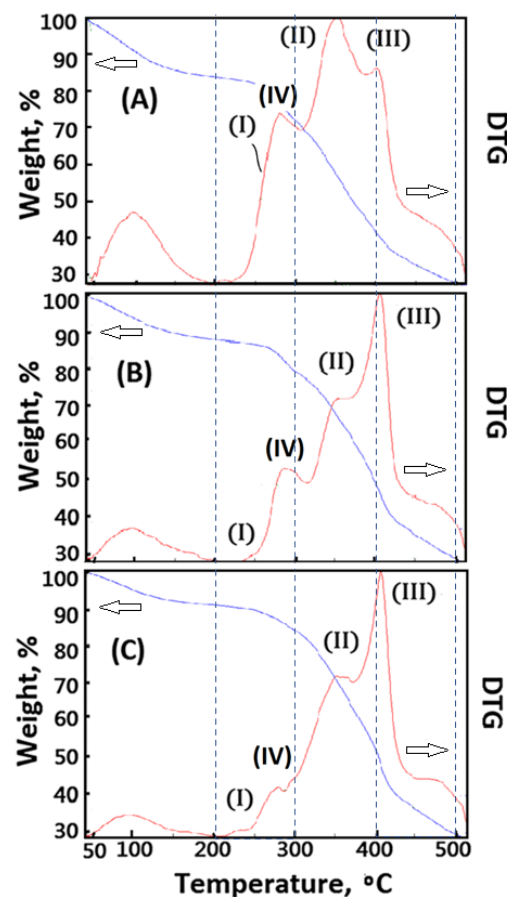 100
90
80
70
60
50
40
30
Weight, %
(A)
(I)
(IV)
(II)
(III)
DTG
100
90
80
70
60
50
40
30
Weight, %
(B)
(I)
(IV)
(II)
(III)
DTG
100
90
80
70
60
50
40
30
Weight, %
(C)
(I)
(IV)
(II)
(III)
DTG
50 100 200 300 400 500
Temperature, °C